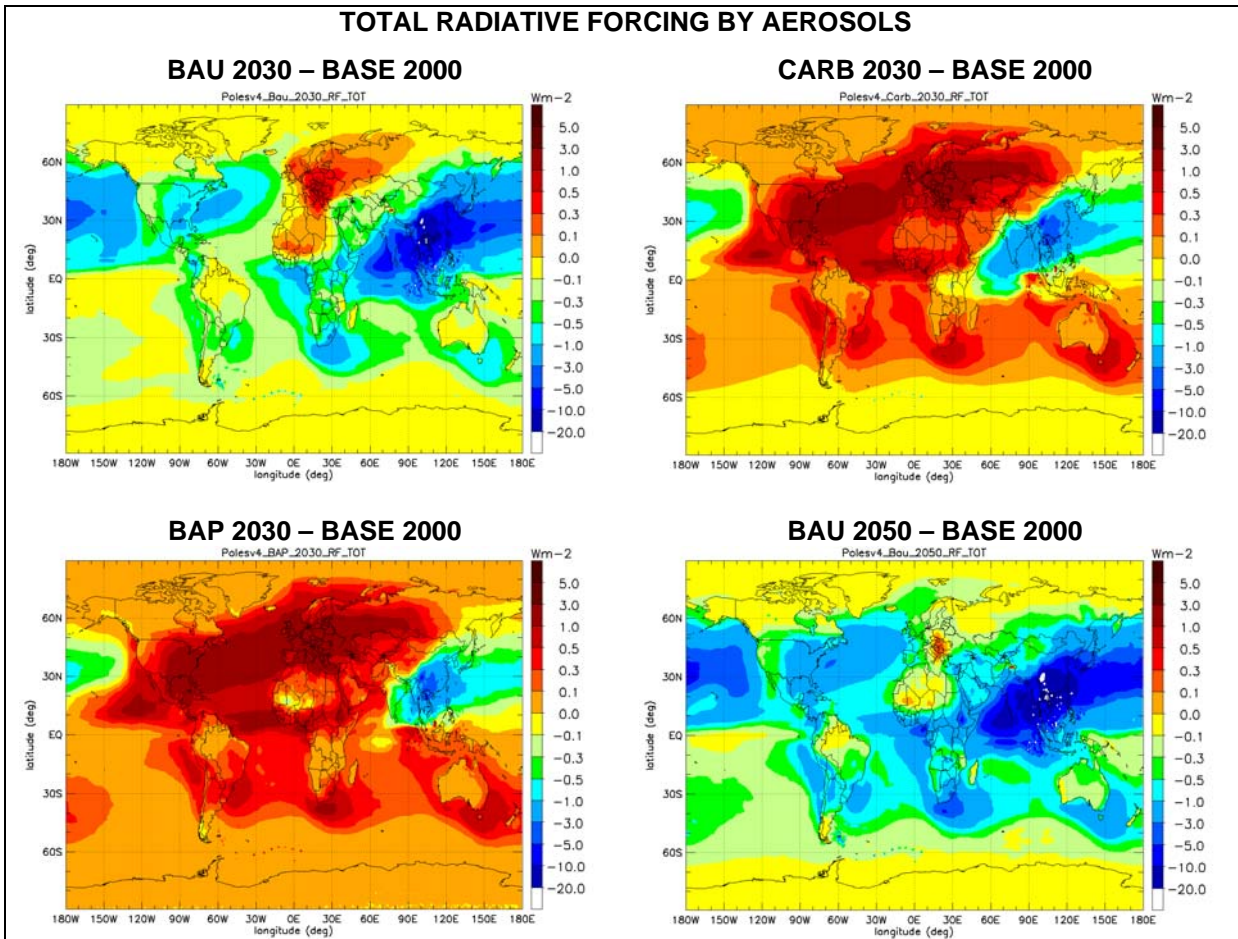 TOTAL RADIATIVE FORCING BY AEROSOLS
BAU 2030 – BASE 2000
Polesv4_Bau_2030_RF_TOT
Wm-2
60N
30N
EQ
30S
60S
latitude (deg)
180W 150W 120W 90W 60W 30W 0E 30E 60E 90E 120E 150E 180E
longitude (deg)
5.0
3.0
1.0
0.5
0.3
0.1
0.0
-0.1
-0.3
-0.5
-1.0
-3.0
-5.0
-10.0
-20.0
CARB 2030 – BASE 2000
Polesv4_Carb_2030_RF_TOT
Wm-2
60N
30N
EQ
30S
60S
latitude (deg)
180W 150W 120W 90W 60W 30W 0E 30E 60E 90E 120E 150E 180E
longitude (deg)
5.0
3.0
1.0
0.5
0.3
0.1
0.0
-0.1
-0.3
-0.5
-1.0
-3.0
-5.0
-10.0
-20.0
BAP 2030 – BASE 2000
Polesv4_BAP_2030_RF_TOT
Wm-2
60N
30N
EQ
30S
60S
latitude (deg)
180W 150W 120W 90W 60W 30W 0E 30E 60E 90E 120E 150E 180E
longitude (deg)
5.0
3.0
1.0
0.5
0.3
0.1
0.0
-0.1
-0.3
-0.5
-1.0
-3.0
-5.0
-10.0
-20.0
BAU 2050 – BASE 2000
Polesv4_Bau_2050_RF_TOT
Wm-2
60N
30N
EQ
30S
60S
latitude (deg)
180W 150W 120W 90W 60W 30W 0E 30E 60E 90E 120E 150E 180E
longitude (deg)
5.0
3.0
1.0
0.5
0.3
0.1
0.0
-0.1
-0.3
-0.5
-1.0
-3.0
-5.0
-10.0
-20.0